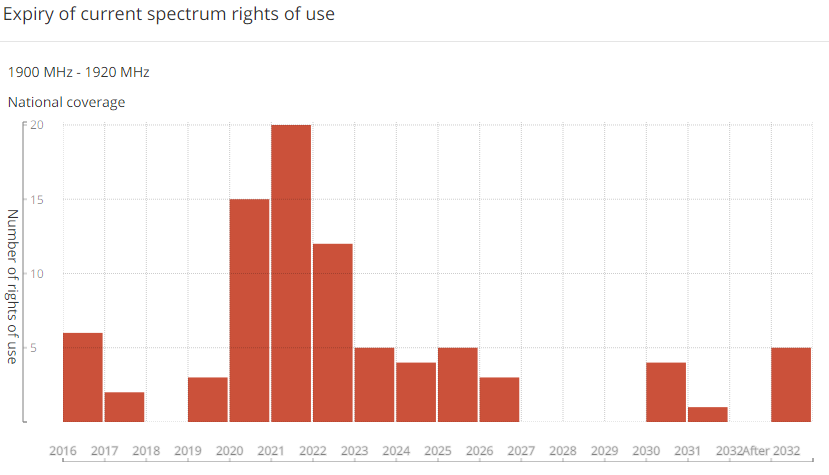 Expiry of current spectrum rights of use
1900 MHz - 1920 MHz
National coverage
Number of rights of use
20
15
10
5
2016 2017 2018 2019 2020 2021 2022 2023 2024 2025 2026 2027 2028 2029 2030 2031 2032 After 2032